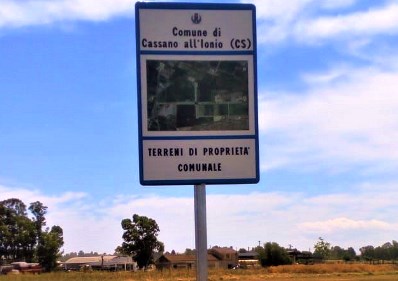 Comune di
Cassano all'Ionio (CS)
TERRENI DI PROPRIETA'
COMUNALE